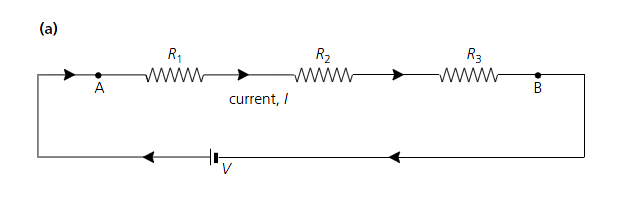 (a)
R₁ R₂ R₃
A B
current, I
V